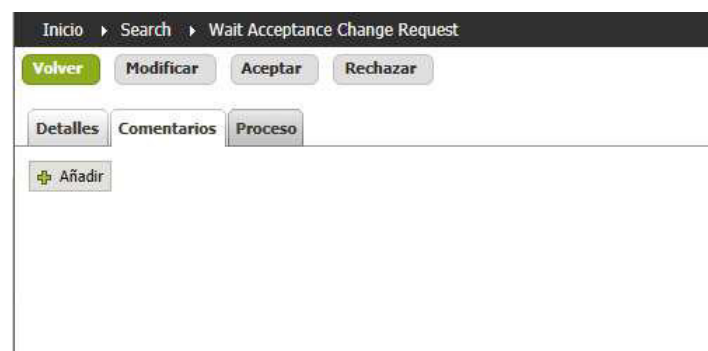 Inicio Search Wait Acceptance Change Request
Volver Modificar Aceptar Rechazar
Detalles Comentarios Proceso
Añadir